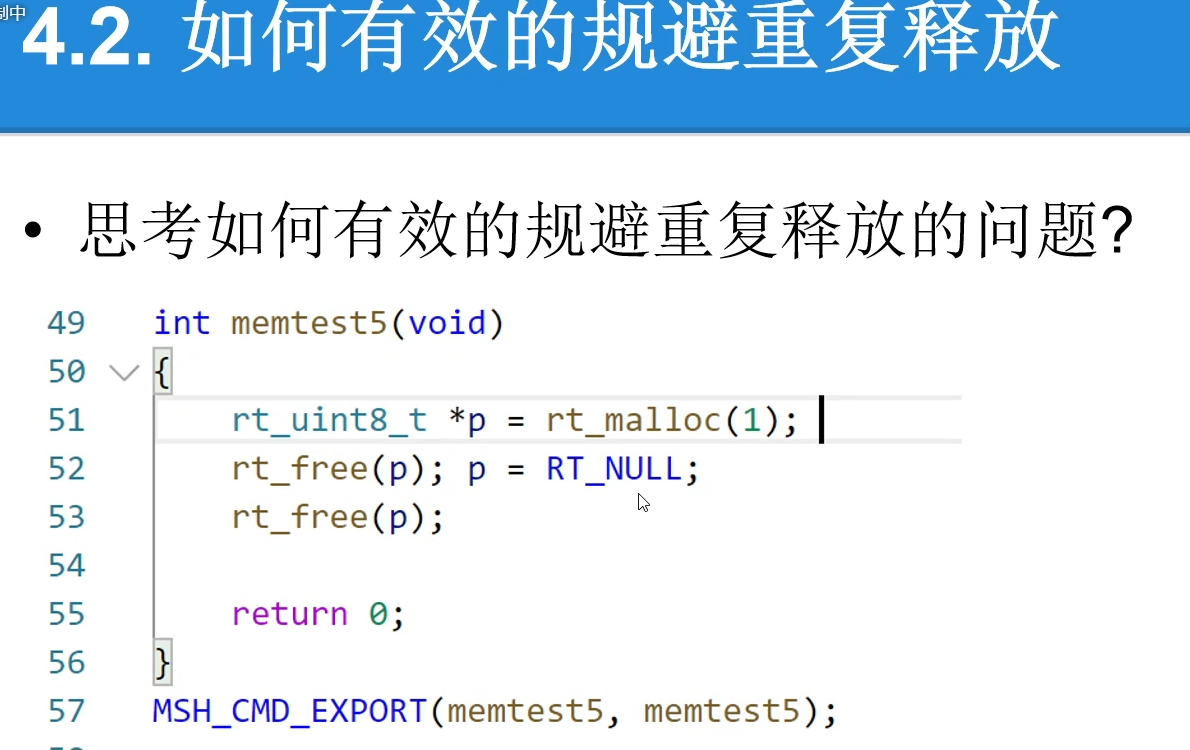 制中
4.2. 如何有效的规避重复释放
• 思考如何有效的规避重复释放的问题?
49 int memtest5(void)
50 {
51 rt_uint8_t *p = rt_malloc(1);
52 rt_free(p); p = RT_NULL;
53 rt_free(p);
54
55 return 0;
56 }
57 MSH_CMD_EXPORT(memtest5, memtest5);